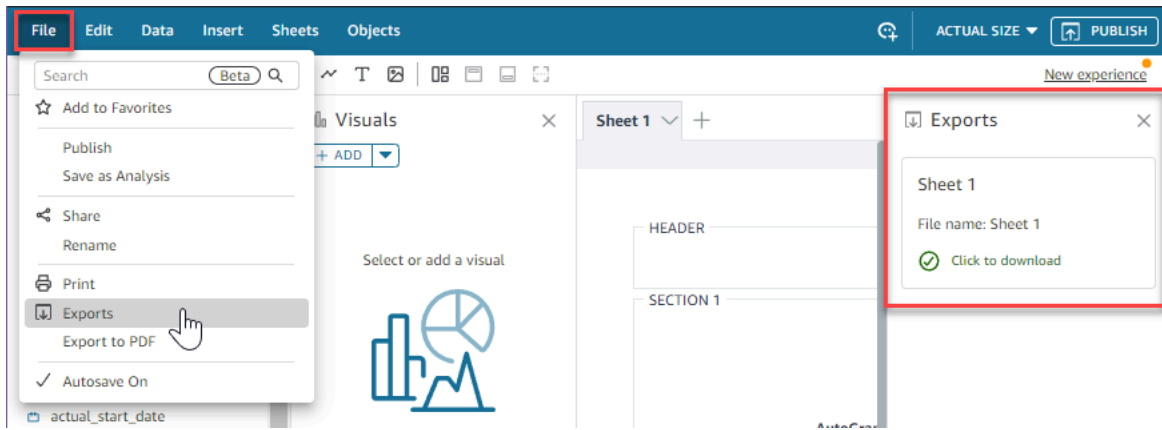 File Edit Data Insert Sheets Objects ACTUAL SIZE PUBLISH
Search Beta
New experience
Add to Favorites
Publish
Save as Analysis
Share
Rename
Print
Exports
Export to PDF
Autosave On
actual_start_date
Visuals
+ ADD
Select or add a visual
Sheet 1
HEADER
SECTION 1
Exports
Sheet 1
File name: Sheet 1
Click to download